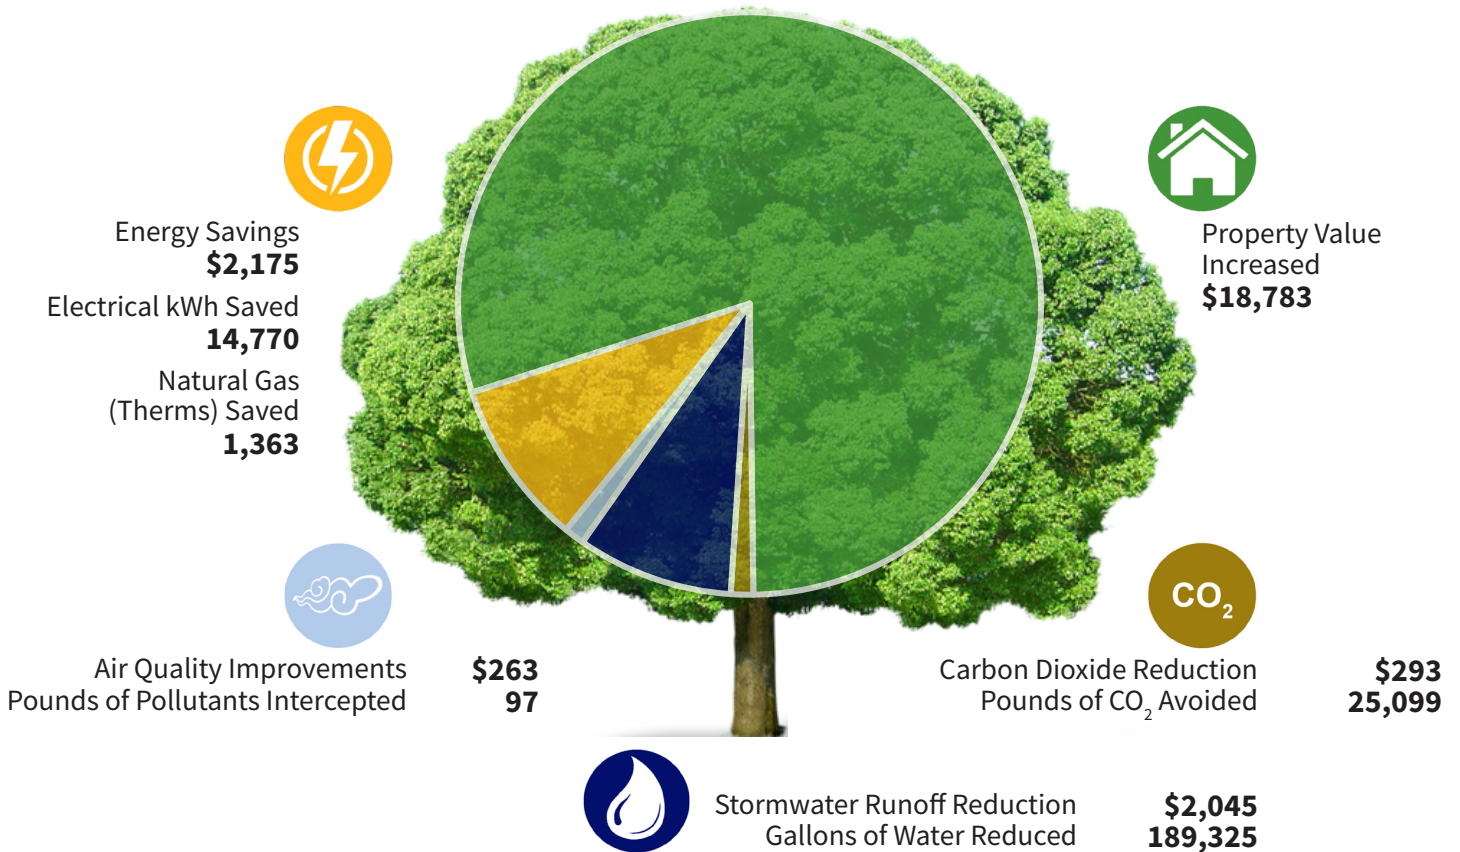 Energy Savings
$2,175
Electrical kWh Saved
14,770
Natural Gas
(Therms) Saved
1,363
Property Value
Increased
$18,783
Air Quality Improvements $263
Pounds of Pollutants Intercepted 97
CO₂
Carbon Dioxide Reduction $293
Pounds of CO₂ Avoided 25,099
Stormwater Runoff Reduction $2,045
Gallons of Water Reduced 189,325